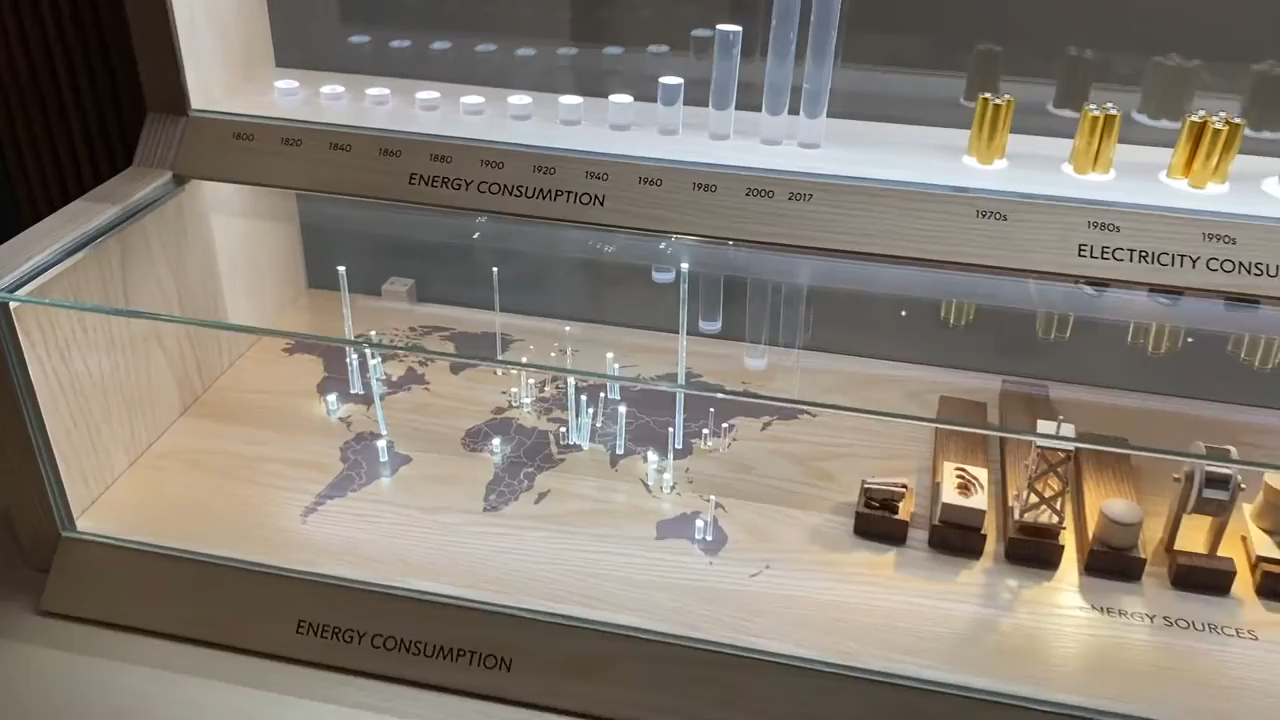 1800 1820 1840 1860 1880 1900 1920 1940 1960 1980 2000 2017
ENERGY CONSUMPTION
1970s 1980s 1990s
ELECTRICITY CONSU
ENERGY SOURCES
ENERGY CONSUMPTION